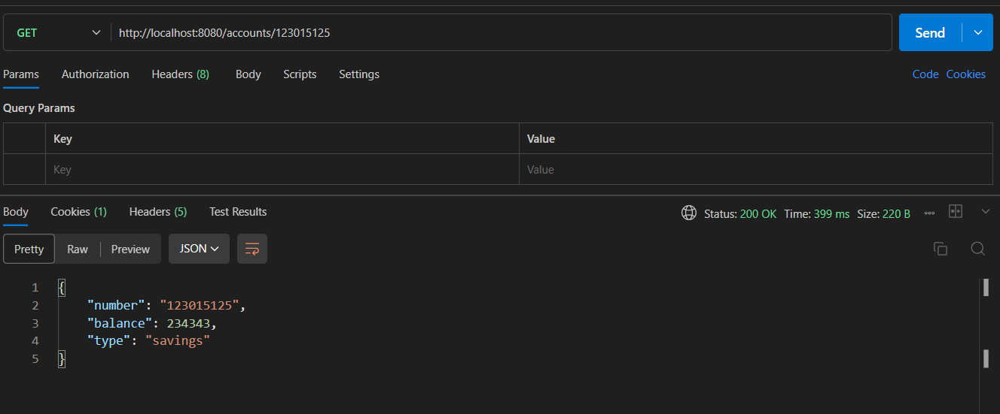 GET http://localhost:8080/accounts/123015125 Send
Params Authorization Headers (8) Body Scripts Settings Code Cookies
Query Params
Key Value
Key Value
Body Cookies (1) Headers (5) Test Results Status: 200 OK Time: 399 ms Size: 220 B
Pretty Raw Preview JSON
1 {
2 "number": "123015125",
3 "balance": 234343,
4 "type": "savings"
5 }